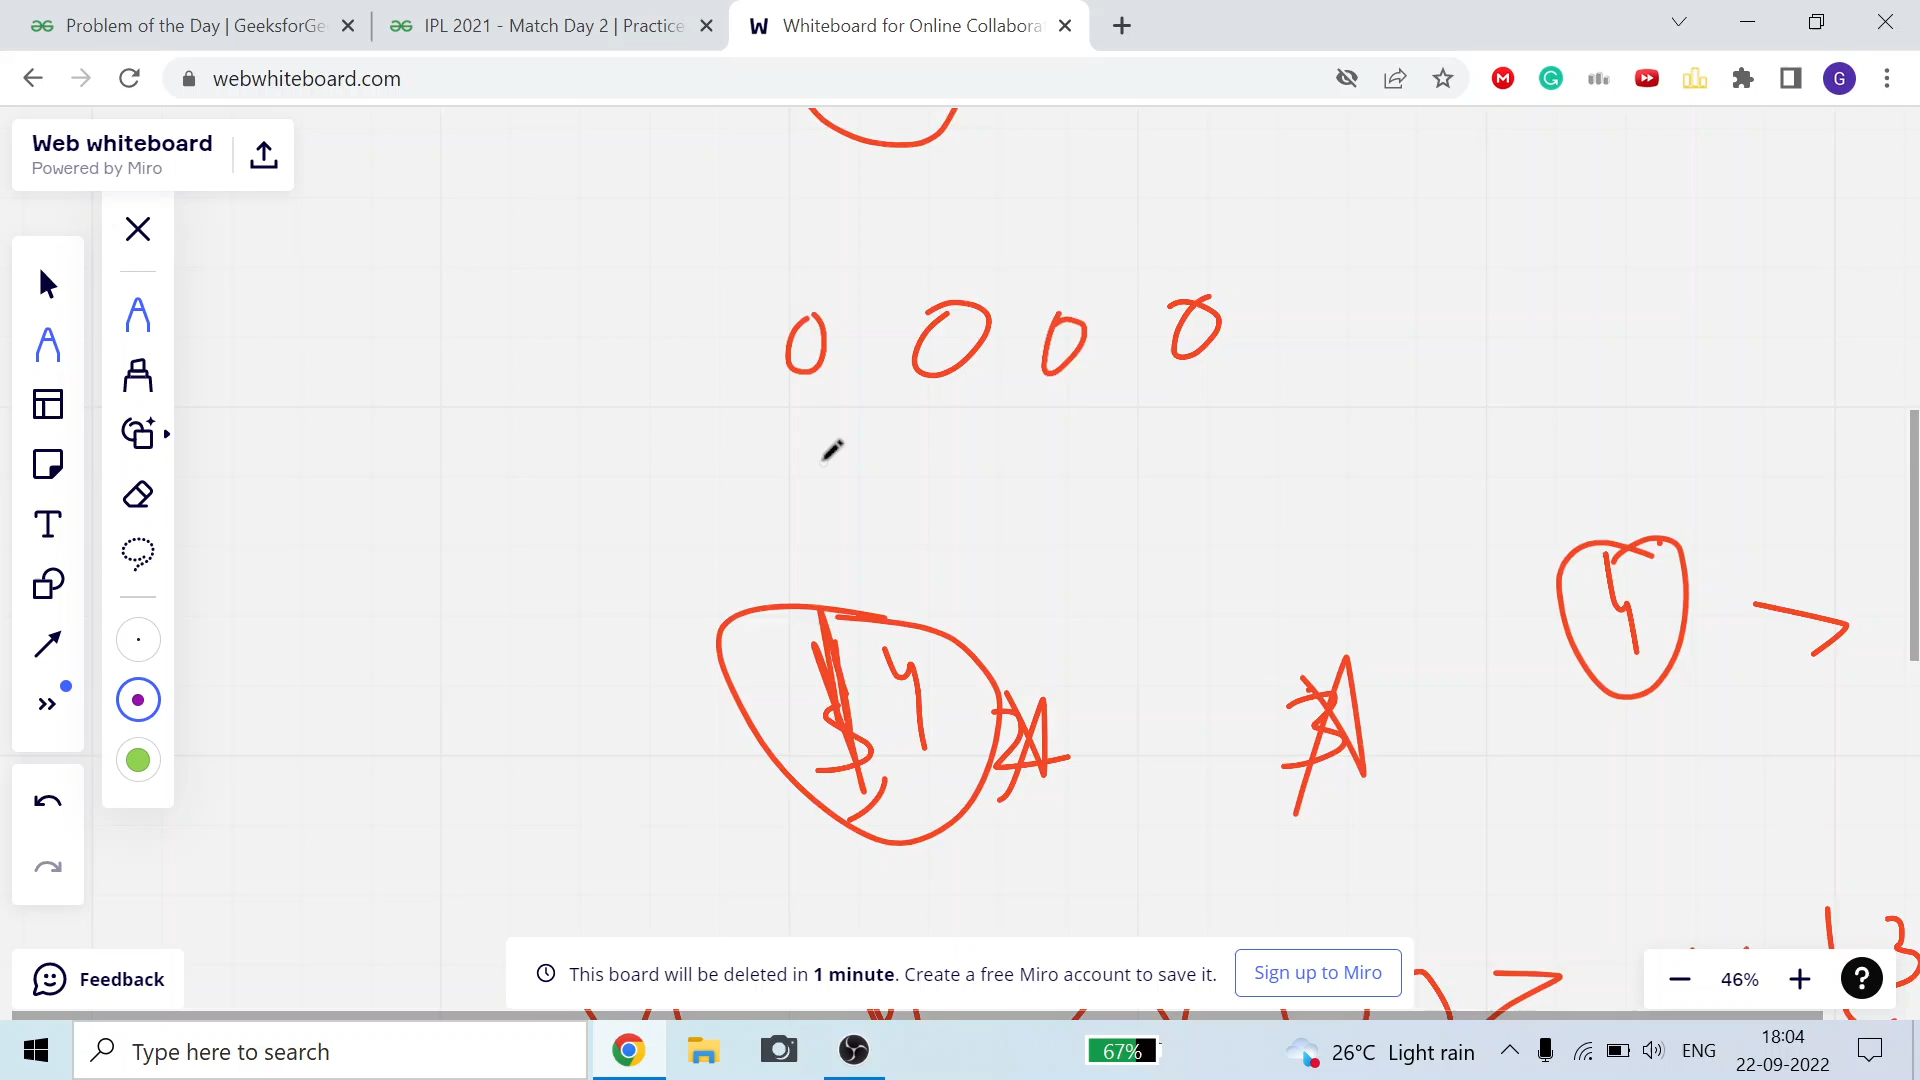 Problem of the Day | GeeksforGe
IPL 2021 - Match Day 2 | Practice
W Whiteboard for Online Collabora
webwhiteboard.com
M G G
Web whiteboard
Powered by Miro
0 0 0 0
4 >
4
T
Feedback
This board will be deleted in 1 minute. Create a free Miro account to save it.
Sign up to Miro
3
46%
?
Type here to search
67%
26°C Light rain
ENG
18:04
22-09-2022